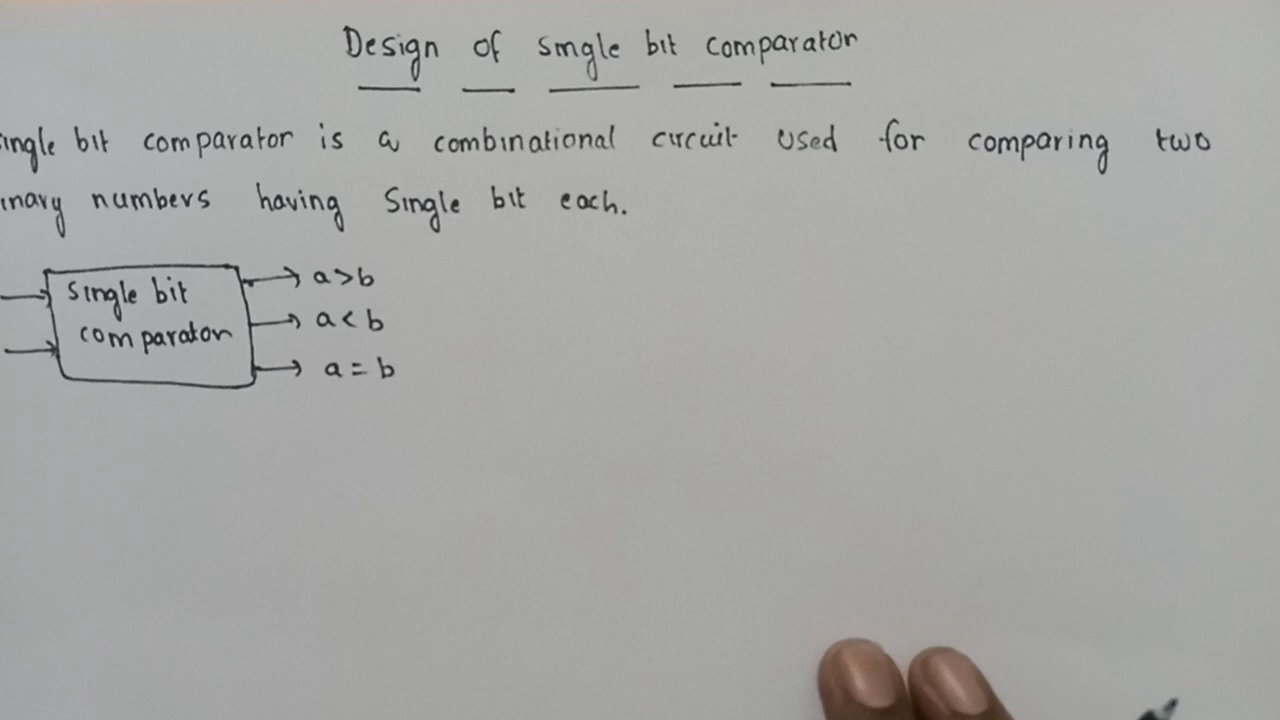 Design of single bit comparator
ingle bit comparator is a combinational circuit used for comparing two
inary numbers having Single bit each.
single bit
comparator
a>b
a<b
a=b